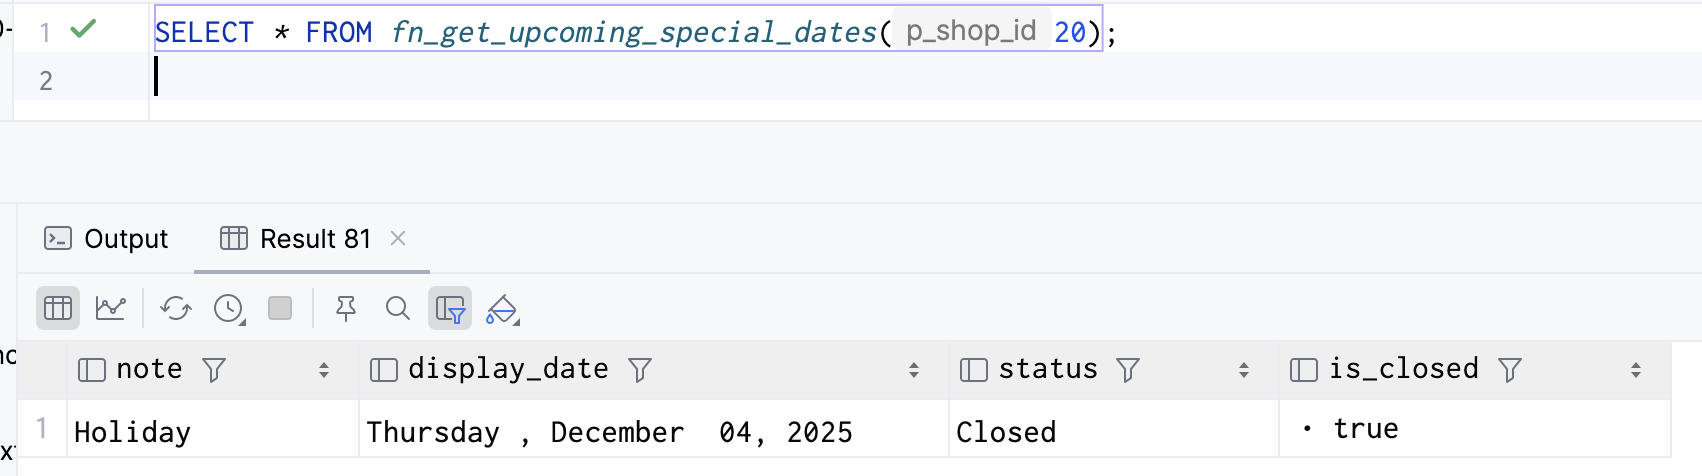 1 SELECT * FROM fn_get_upcoming_special_dates( p_shop_id 20);
2
Output Result 81
note display_date status is_closed
1 Holiday Thursday , December  04, 2025 Closed · true